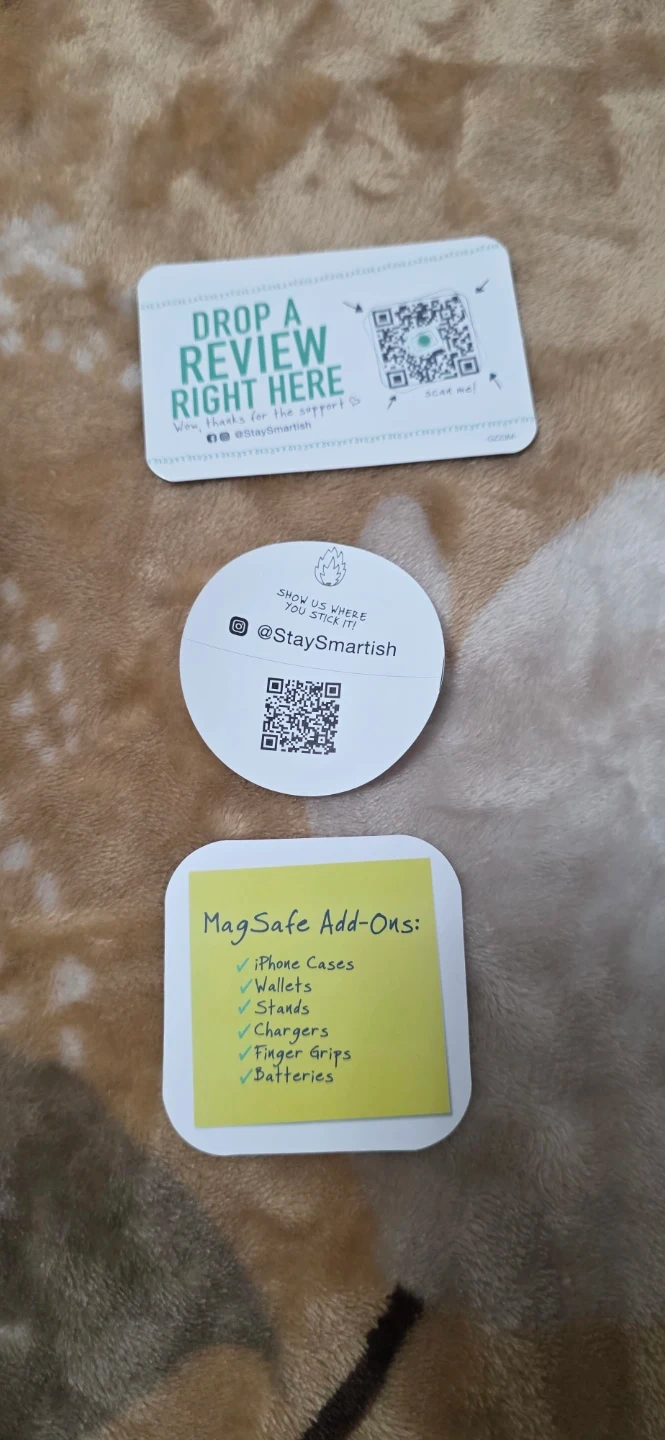 DROP A
REVIEW
RIGHT HERE
Wow, thanks for the support
@StaySmartish
scan me!
SHOW US WHERE
YOU STICK IT!
@StaySmartish
MagSafe Add-Ons:
✓ iPhone Cases
✓ Wallets
✓ Stands
✓ Chargers
✓ Finger Grips
✓ Batteries